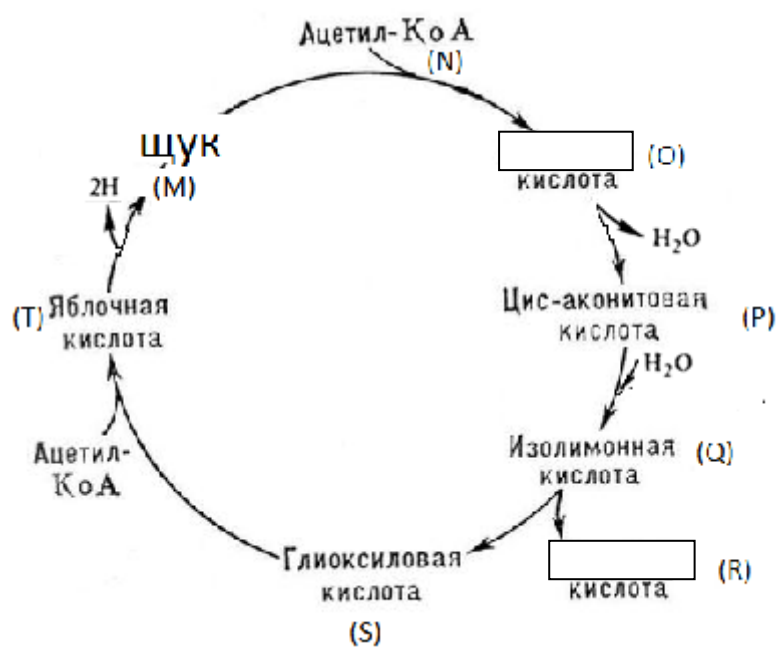 Ацетил-КоА
(N)
щук
(M)
2H
(O)
кислота
H₂O
(T) Яблочная
кислота
Цис-аконитовая
кислота
(P)
H₂O
Ацетил-
КоА
Изолимонная
кислота
(Q)
Глиоксиловая
кислота
(S)
кислота
(R)